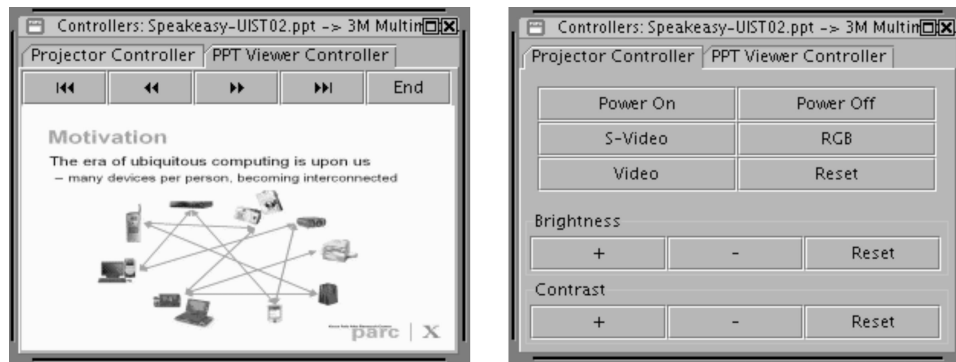 Controllers: Speakeasy-UIST02.ppt -> 3M Multim
Projector Controller PPT Viewer Controller
End
Motivation
The era of ubiquitous computing is upon us
– many devices per person, becoming interconnected
parc | X
Controllers: Speakeasy-UIST02.ppt -> 3M Multim
Projector Controller PPT Viewer Controller
Power On Power Off
S-Video RGB
Video Reset
Brightness
+ - Reset
Contrast
+ - Reset